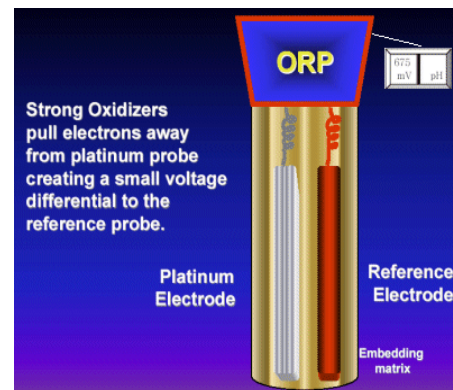 ORP
675
mV
pH
Strong Oxidizers
pull electrons away
from platinum probe
creating a small voltage
differential to the
reference probe.
Platinum
Electrode
Reference
Electrode
Embedding
matrix